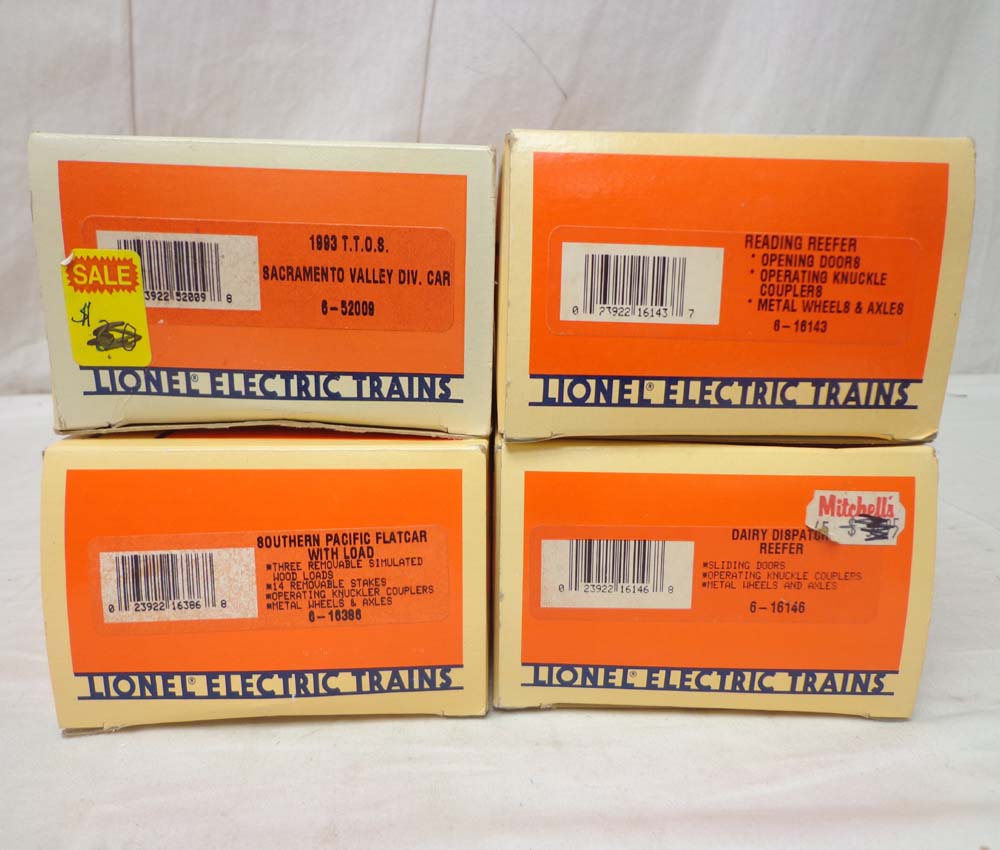 1993 T.T.O.S.
SACRAMENTO VALLEY DIV. CAR
6-52009
SALE
$
3922 52009 8
LIONEL® ELECTRIC TRAINS
READING REEFER
* OPENING DOORS
* OPERATING KNUCKLE
COUPLERS
* METAL WHEELS & AXLES
6-16143
0 23922 16143 7
LIONEL® ELECTRIC TRAINS
SOUTHERN PACIFIC FLATCAR
WITH LOAD
*THREE REMOVABLE SIMULATED
WOOD LOADS
*14 REMOVABLE STAKES
*OPERATING KNUCKLER COUPLERS
*METAL WHEELS & AXLES
6-16386
0 23922 16386 8
LIONEL® ELECTRIC TRAINS
Mitchell's
DAIRY
REEFER
*SLIDING DOORS
*OPERATING KNUCKLE COUPLERS
*METAL WHEELS AND AXLES
6-16146
0 23922 16146 8
LIONEL® ELECTRIC TRAINS